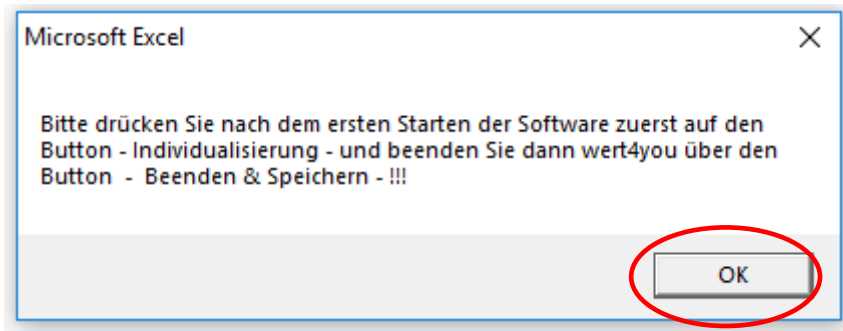 Microsoft Excel
Bitte drücken Sie nach dem ersten Starten der Software zuerst auf den
Button - Individualisierung - und beenden Sie dann wert4you über den
Button - Beenden & Speichern - !!!
OK